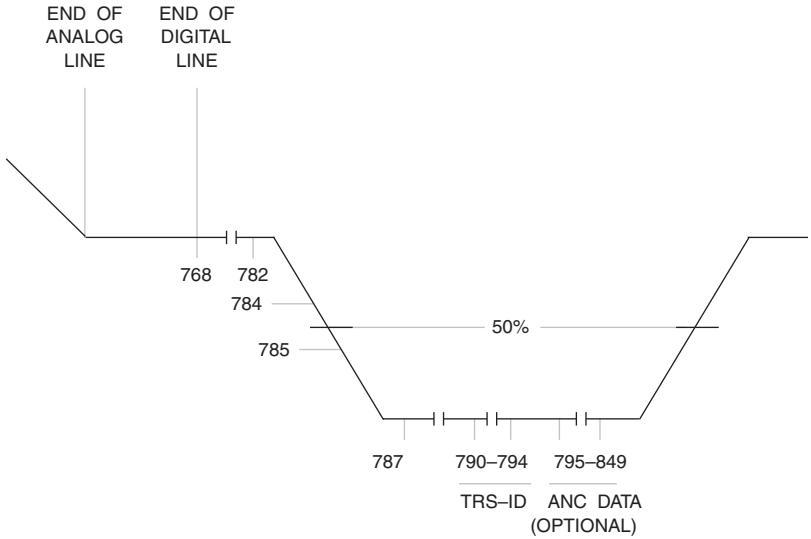 END OF
ANALOG
LINE
END OF
DIGITAL
LINE
768
782
784
50%
785
787
790–794
795–849
TRS–ID
ANC DATA
(OPTIONAL)